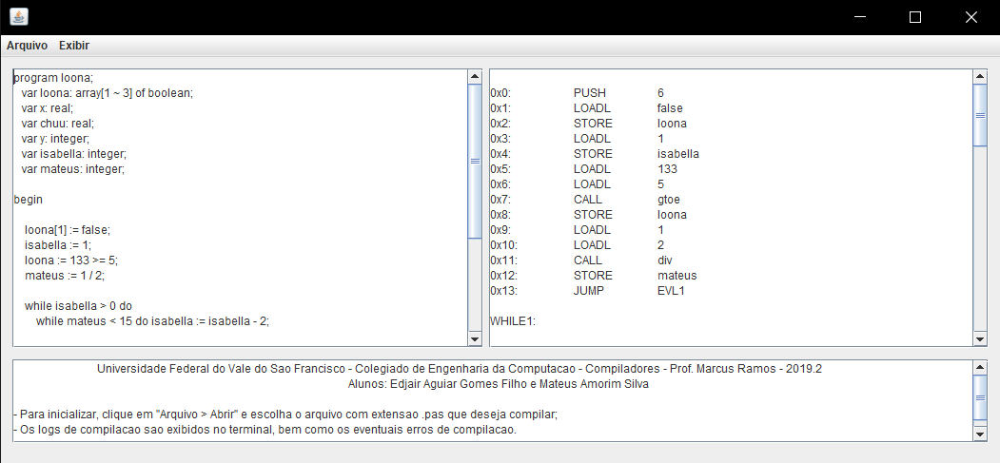 Arquivo Exibir
program loona;
var loona: array[1 ~ 3] of boolean;
var x: real;
var chuu: real;
var y: integer;
var isabella: integer;
var mateus: integer;
begin
loona[1] := false;
isabella := 1;
loona := 133 >= 5;
mateus := 1 / 2;
while isabella > 0 do
while mateus < 15 do isabella := isabella - 2;
0x0: PUSH 6
0x1: LOADL false
0x2: STORE loona
0x3: LOADL 1
0x4: STORE isabella
0x5: LOADL 133
0x6: LOADL 5
0x7: CALL gtoe
0x8: STORE loona
0x9: LOADL 1
0x10: LOADL 2
0x11: CALL div
0x12: STORE mateus
0x13: JUMP EVL1
WHILE1:
Universidade Federal do Vale do Sao Francisco - Colegiado de Engenharia da Computacao - Compiladores - Prof. Marcus Ramos - 2019.2
Alunos: Edjair Aguiar Gomes Filho e Mateus Amorim Silva
- Para inicializar, clique em "Arquivo > Abrir" e escolha o arquivo com extensao .pas que deseja compilar;
- Os logs de compilacao sao exibidos no terminal, bem como os eventuais erros de compilacao.